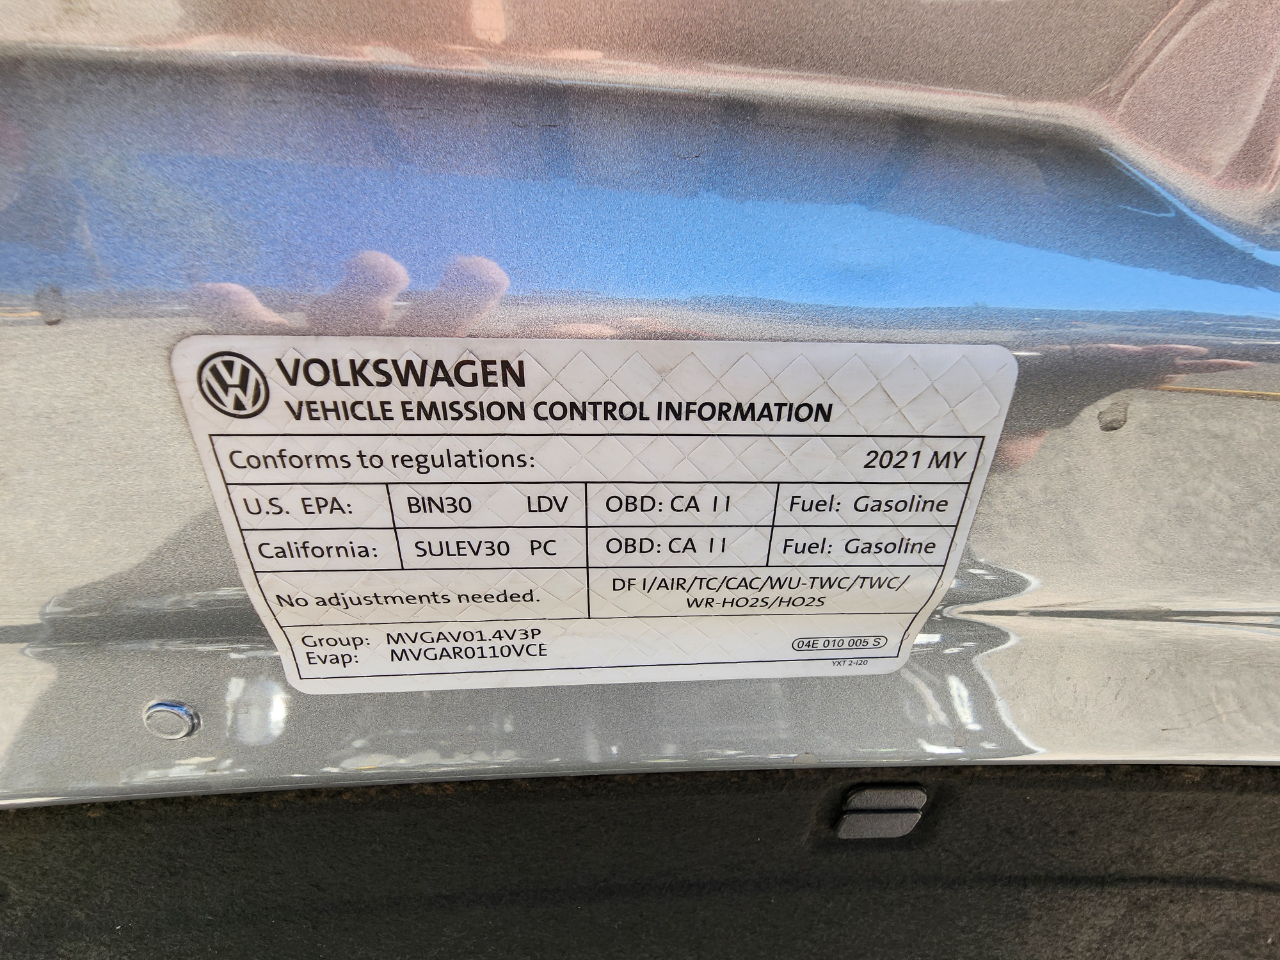 VOLKSWAGEN
VEHICLE EMISSION CONTROL INFORMATION
Conforms to regulations: 2021 MY
U.S. EPA: BIN30 LDV OBD: CA II Fuel: Gasoline
California: SULEV30 PC OBD: CA II Fuel: Gasoline
No adjustments needed. DFI/AIR/TC/CAC/WU-TWC/TWC/
WR-HO2S/HO2S
Group: MVGAV01.4V3P
Evap: MVGAR0110VCE
04E 010 005 S
YXT 2-I20